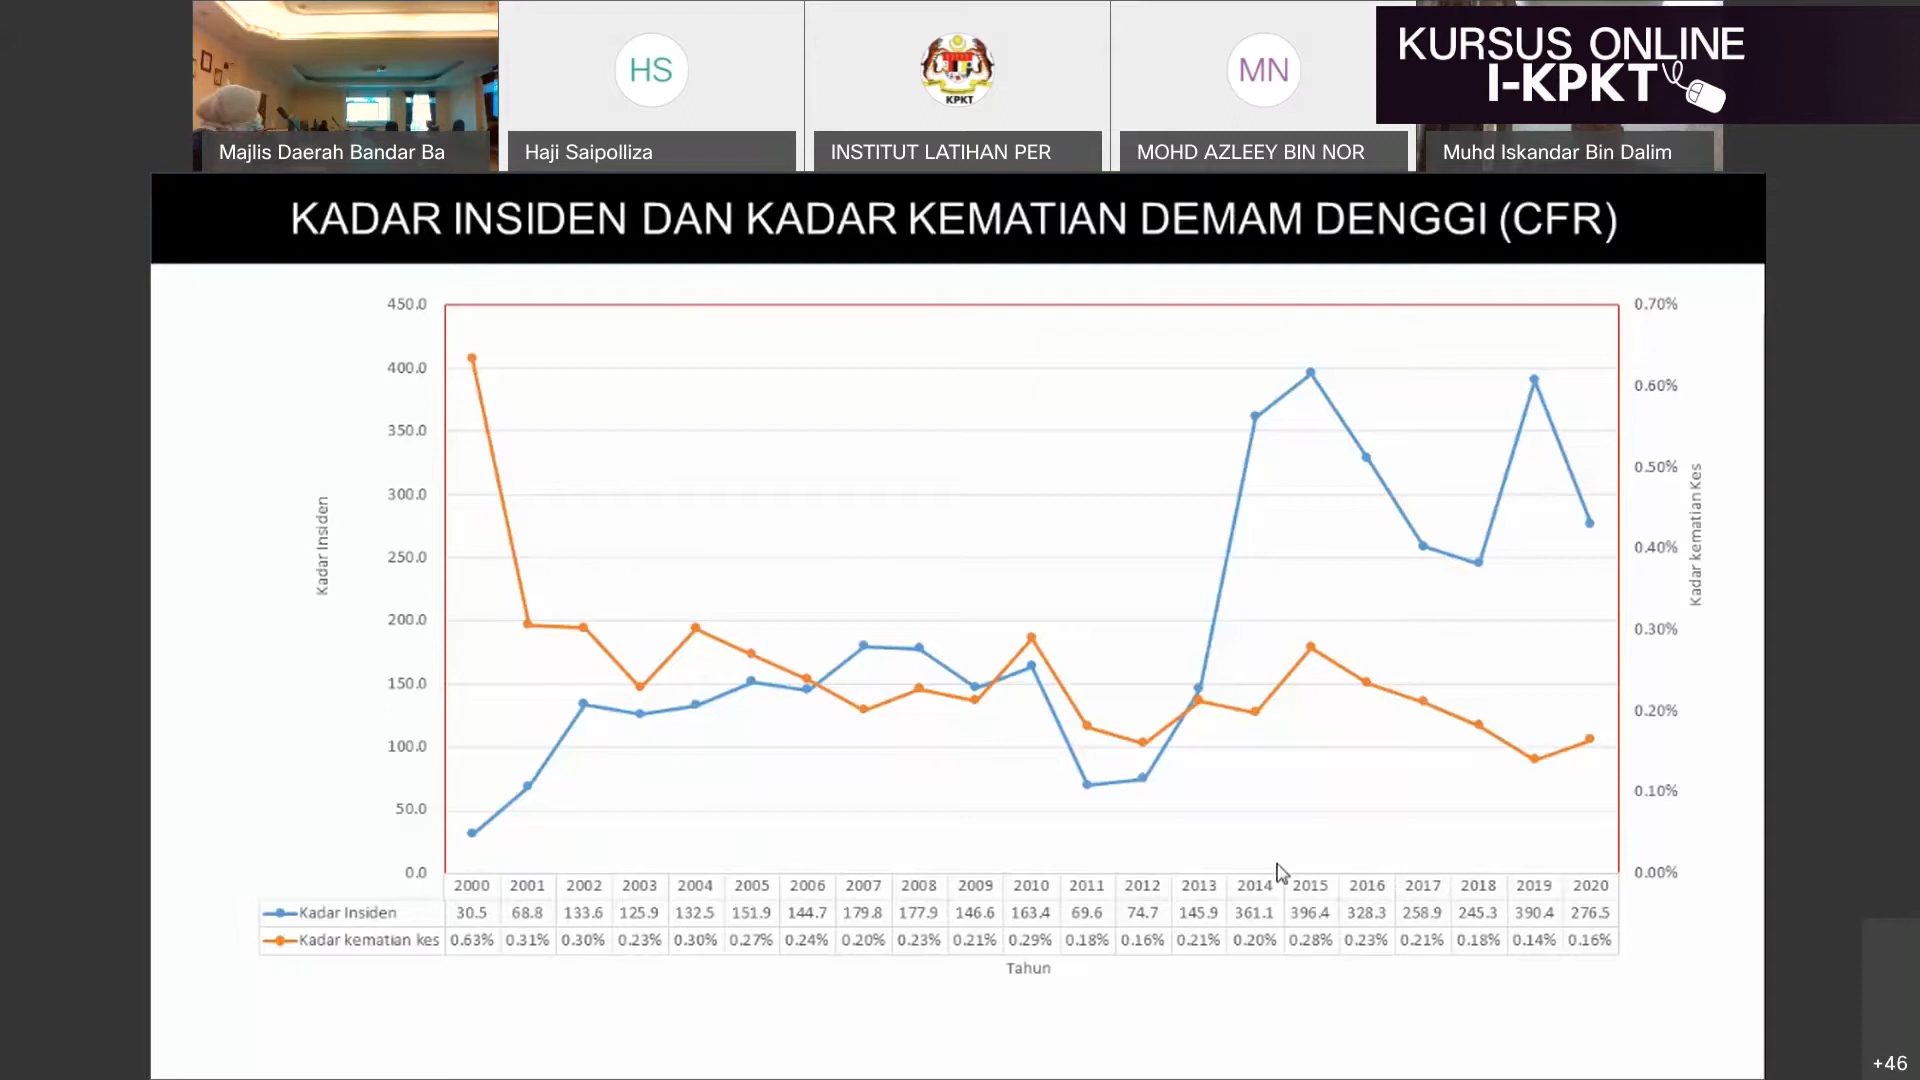 KURSUS ONLINE
I-KPKT
HS
KPKT
MN
Majlis Daerah Bandar Ba
Haji Saipolliza
INSTITUT LATIHAN PER
MOHD AZLEEY BIN NOR
Muhd Iskandar Bin Dalim
KADAR INSIDEN DAN KADAR KEMATIAN DEMAM DENGGI (CFR)
450.0
400.0
350.0
300.0
250.0
200.0
150.0
100.0
50.0
0.0
Kadar Insiden
0.70%
0.60%
0.50%
0.40%
0.30%
0.20%
0.10%
0.00%
Kadar kematian Kes
2000 2001 2002 2003 2004 2005 2006 2007 2008 2009 2010 2011 2012 2013 2014 2015 2016 2017 2018 2019 2020
Kadar Insiden 30.5 68.8 133.6 125.9 132.5 151.9 144.7 179.8 177.9 146.6 163.4 69.6 74.7 145.9 361.1 396.4 328.3 258.9 245.3 390.4 276.5
Kadar kematian kes 0.63% 0.31% 0.30% 0.23% 0.30% 0.27% 0.24% 0.20% 0.23% 0.21% 0.29% 0.18% 0.16% 0.21% 0.20% 0.28% 0.23% 0.21% 0.18% 0.14% 0.16%
Tahun
+46